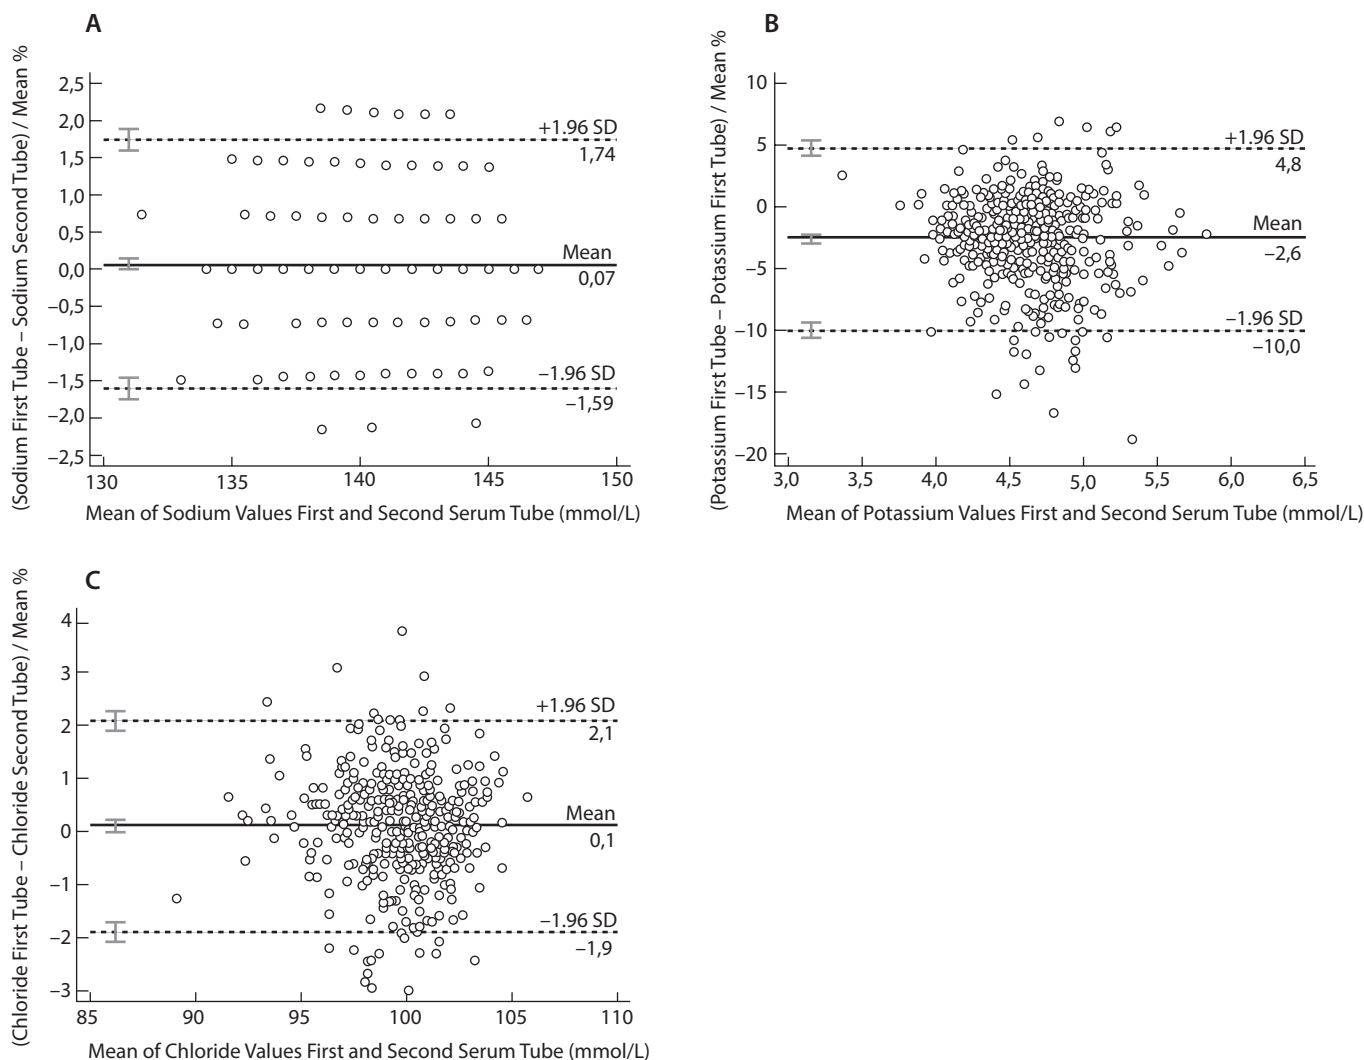 A
(Sodium First Tube – Sodium Second Tube) / Mean %
2,5
2,0
1,5
1,0
0,5
0,0
–0,5
–1,0
–1,5
–2,0
–2,5
+1.96 SD
1,74
Mean
0,07
–1.96 SD
–1,59
130 135 140 145 150
Mean of Sodium Values First and Second Serum Tube (mmol/L)
B
(Potassium First Tube – Potassium First Tube) / Mean %
10
5
0
–5
–10
–15
–20
+1.96 SD
4,8
Mean
–2,6
–1.96 SD
–10,0
3,0 3,5 4,0 4,5 5,0 5,5 6,0 6,5
Mean of Potassium Values First and Second Serum Tube (mmol/L)
C
(Chloride First Tube – Chloride Second Tube) / Mean %
4
3
2
1
0
–1
–2
–3
+1.96 SD
2,1
Mean
0,1
–1.96 SD
–1,9
85 90 95 100 105 110
Mean of Chloride Values First and Second Serum Tube (mmol/L)